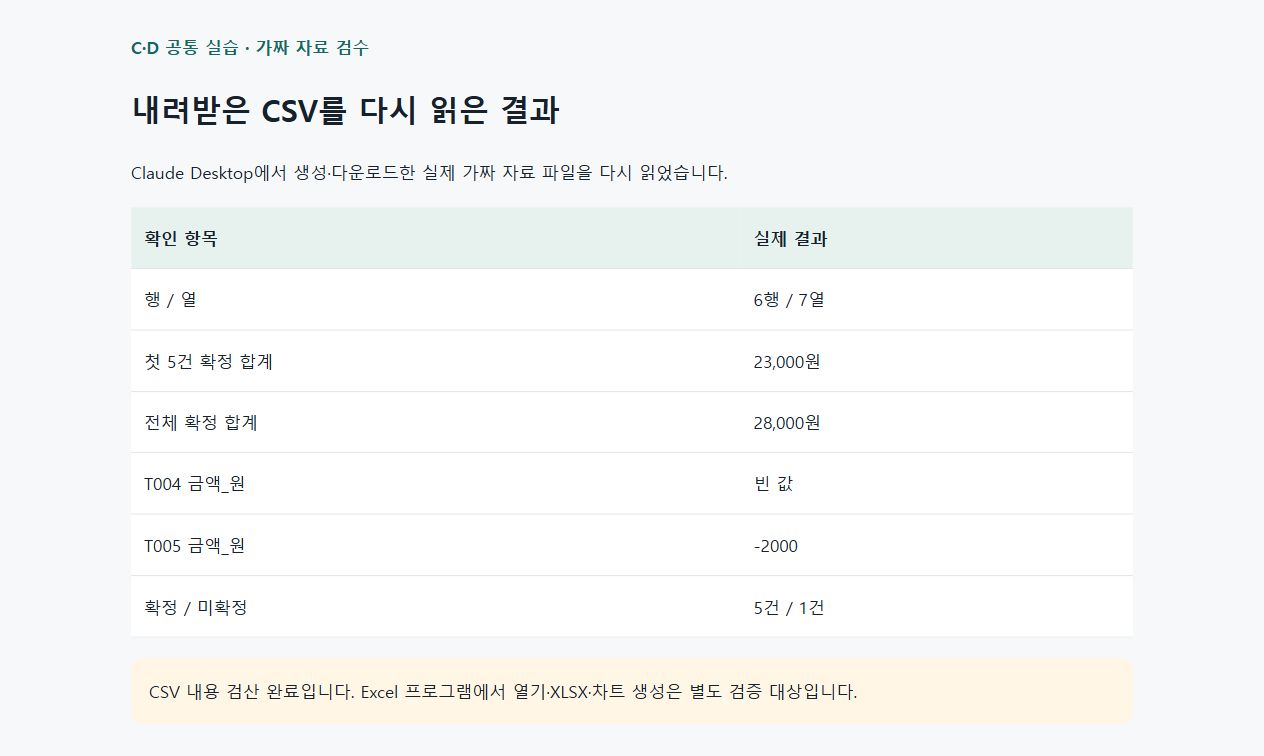 C·D 공통 실습 · 가짜 자료 검수
내려받은 CSV를 다시 읽은 결과
Claude Desktop에서 생성·다운로드한 실제 가짜 자료 파일을 다시 읽었습니다.
확인 항목 실제 결과
행 / 열 6행 / 7열
첫 5건 확정 합계 23,000원
전체 확정 합계 28,000원
T004 금액_원 빈 값
T005 금액_원 -2000
확정 / 미확정 5건 / 1건
CSV 내용 검산 완료입니다. Excel 프로그램에서 열기·XLSX·차트 생성은 별도 검증 대상입니다.